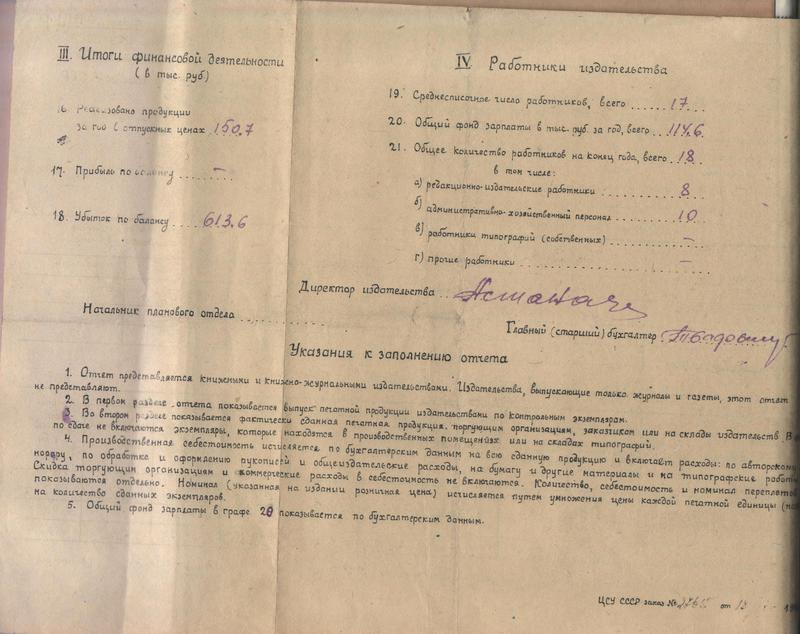 III. Итоги финансовой деятельности
(в тыс. руб.)
16. Реализовано продукции
за год в отпускных ценах 150,7
17. Прибыль по балансу ...... –
18. Убыток по балансу .... 613.6
IV. Работники издательства
19. Среднесписочное число работников, всего ...... 17
20. Общий фонд зарплаты в тыс. руб. за год, всего .. 114.6
21. Общее количество работников на конец года, всего 18
в том числе:
а) редакционно-издательские работники ....... 8
б) административно-хозяйственный персонал ....... 10
в) работники типографий (собственных) ........ –
г) прочие работники ........ –
Директор издательства ..
Начальник планового отдела ............
Главный (старший) бухгалтер
Указания к заполнению отчета
1. Отчет представляется книжными и книжно-журнальными издательствами. Издательства, выпускающие только журналы и газеты, этот отчет
не представляют.
2. В первом разделе отчета показывается выпуск печатной продукции издательствами по контрольным экземплярам.
3. Во втором разделе показывается фактически сданная печатная продукция торгующим организациям, заказчикам или на склады издательств. В
по сдаче не включаются экземпляры, которые находятся в производственных помещениях или на складах типографий.
4. Производственная себестоимость исчисляется по бухгалтерским данным на всю сданную продукцию и включает расходы: по авторскому
норару, по обработке и оформлению рукописей и общеиздательские расходы, на бумагу и другие материалы и на типографские работы
Скидка торгующим организациям и коммерческие расходы в себестоимость не включаются. Количество, себестоимость и номинал переплетов
показываются отдельно. Номинал (указанная на издании розничная цена) исчисляется путем умножения цены каждой печатной единицы
на количество сданных экземпляров.
5. Общий фонд зарплаты в графе 20 показывается по бухгалтерским данным.
ЦСУ СССР заказ № от 13